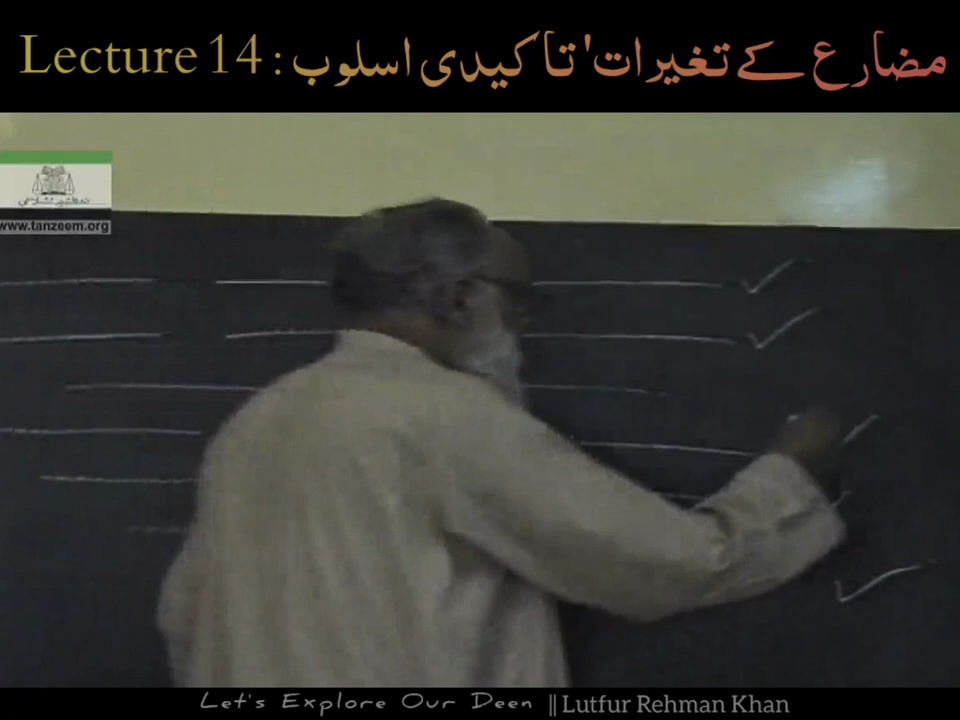 Lecture 14 : مضارع کے تغیرات' تاکیدی اسلوب
www.tanzeem.org
Let's Explore Our Deen || Lutfur Rehman Khan